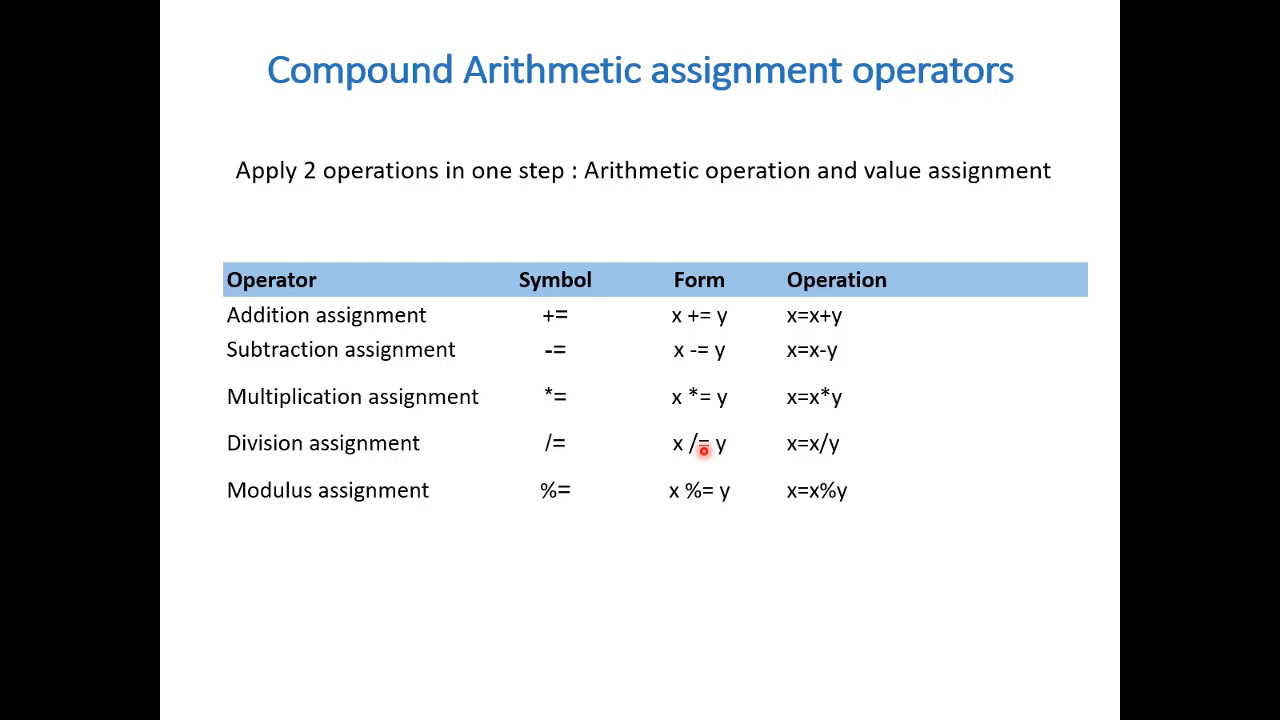 Compound Arithmetic assignment operators
Apply 2 operations in one step : Arithmetic operation and value assignment
Operator Symbol Form Operation
Addition assignment += x += y x=x+y
Subtraction assignment -= x -= y x=x-y
Multiplication assignment *= x *= y x=x*y
Division assignment /= x /= y x=x/y
Modulus assignment %= x %= y x=x%y